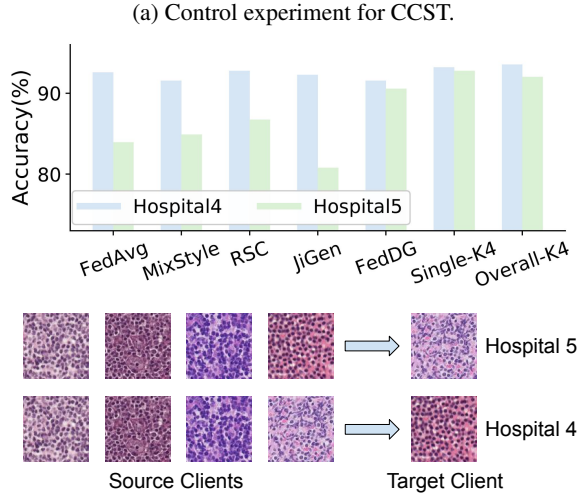 (a) Control experiment for CCST.
Accuracy(%)
90
80
Hospital4 Hospital5
FedAvg MixStyle RSC JiGen FedDG Single-K4 Overall-K4
Hospital 5
Hospital 4
Source Clients Target Client